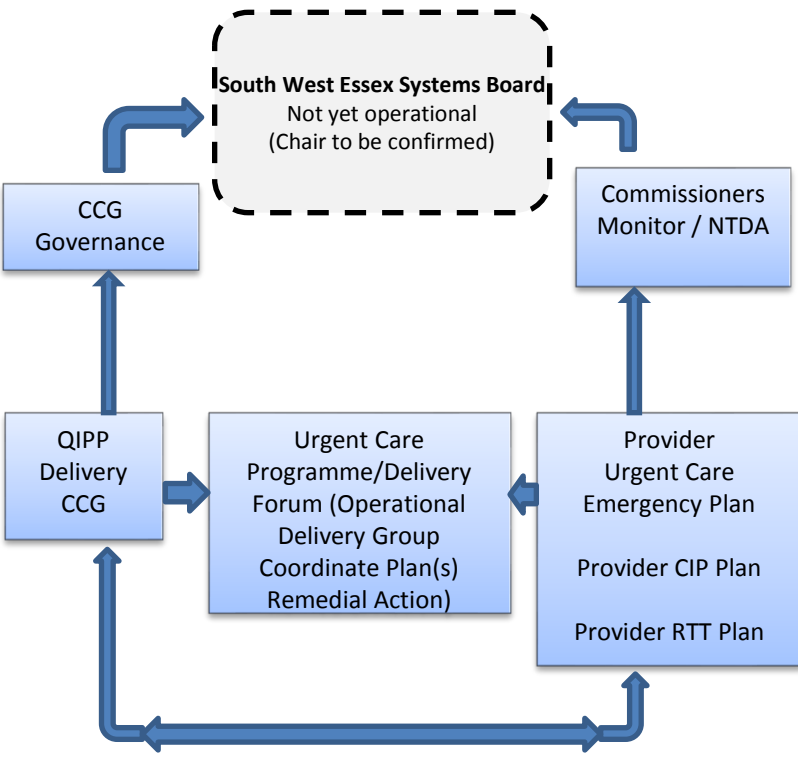 South West Essex Systems Board
Not yet operational
(Chair to be confirmed)
CCG
Governance
Commissioners
Monitor / NTDA
QIPP
Delivery
CCG
Urgent Care
Programme/Delivery
Forum (Operational
Delivery Group
Coordinate Plan(s)
Remedial Action)
Provider
Urgent Care
Emergency Plan
Provider CIP Plan
Provider RTT Plan